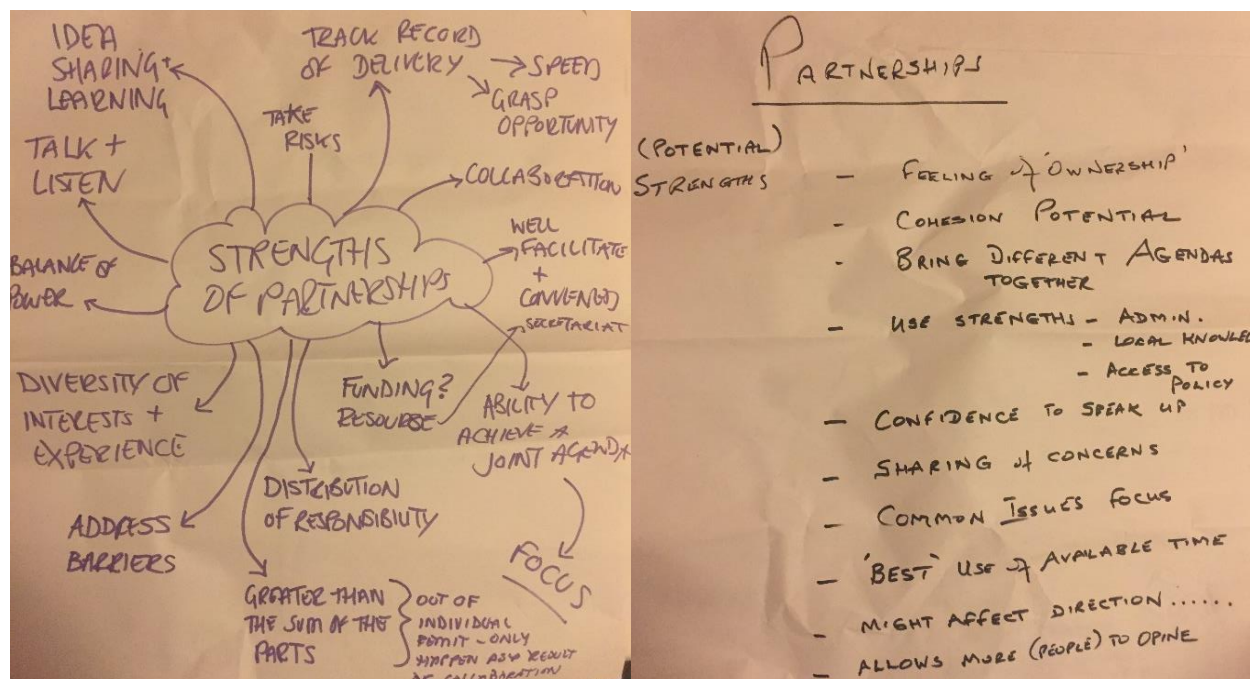 IDEA
SHARING +
LEARNING
TRACK RECORD
OF DELIVERY
SPEED
GRASP
OPPORTUNITY
TAKE
RISKS
TALK +
LISTEN
COLLABORATION
STRENGTHS
OF PARTNERSHIPS
WELL
FACILITATE
+
CONVENED
SECRETARIAT
BALANCE OF
POWER
DIVERSITY OF
INTERESTS +
EXPERIENCE
FUNDING?
RESOURSE
ABILITY TO
ACHIEVE A
JOINT AGENDA
DISTRIBUTION
OF RESPONSIBILITY
ADDRESS
BARRIERS
FOCUS
GREATER THAN
THE SUM OF THE
PARTS
OUT OF
INDIVIDUAL
REMIT - ONLY
HAPPEN AS A RESULT
OF COLLABORATION
PARTNERSHIPS
(POTENTIAL)
STRENGTHS
- FEELING OF 'OWNERSHIP'
- COHESION POTENTIAL
- BRING DIFFERENT AGENDAS
TOGETHER
- USE STRENGTHS - ADMIN.
- LOCAL KNOWLE
- ACCESS TO
POLICY
- CONFIDENCE TO SPEAK UP
- SHARING OF CONCERNS
- COMMON ISSUES FOCUS
- 'BEST' USE OF AVAILABLE TIME
- MIGHT AFFECT DIRECTION......
- ALLOWS MORE (PEOPLE) TO OPINE